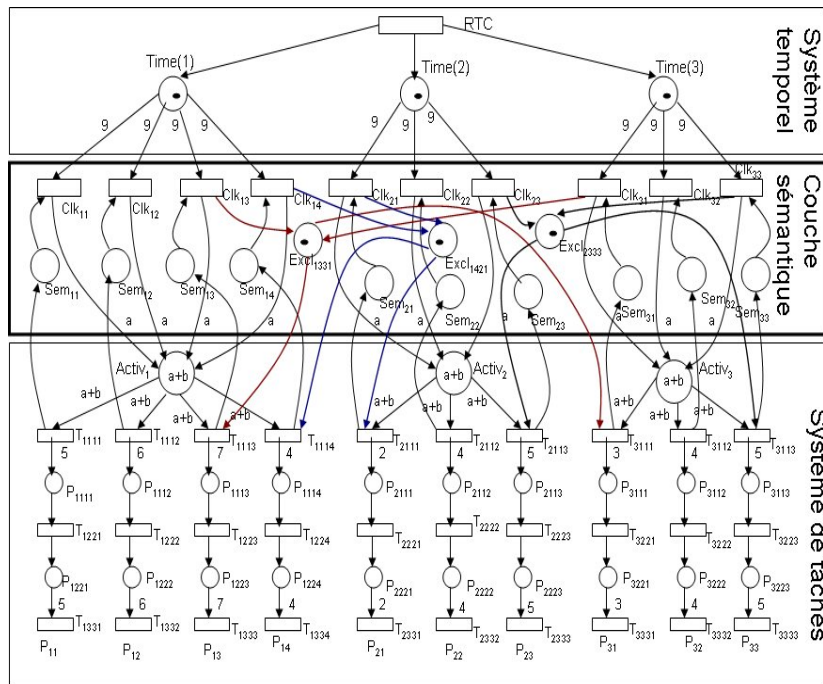 RTC
Système temporel
Time(1) Time(2) Time(3)
9 9 9 9 9 9 9 9 9 9
Couche sémantique
Clk11 Clk12 Clk13 Clk14 Clk21 Clk22 Clk23 Clk31 Clk32 Clk33
Excl1331 Excl1421 Excl2333
Sem11 Sem12 Sem13 Sem14 Sem21 Sem22 Sem23 Sem31 Sem32 Sem33
a a a a a a a a a a
Système de taches
Activ1 Activ2 Activ3
a+b a+b a+b
a+b a+b a+b a+b a+b a+b a+b a+b a+b a+b
T1111 T1112 T1113 T1114 T2111 T2112 T2113 T3111 T3112 T3113
5 6 7 4 2 4 5 3 4 5
P1111 P1112 P1113 P1114 P2111 P2112 P2113 P3111 P3112 P3113
T1221 T1222 T1223 T1224 T2221 T2222 T2223 T3221 T3222 T3223
P1221 P1222 P1223 P1224 P2221 P2222 P2223 P3221 P3222 P3223
5 6 7 4 2 4 5 3 4 5
T1331 T1332 T1333 T1334 T2331 T2332 T2333 T3331 T3332 T3333
P11 P12 P13 P14 P21 P22 P23 P31 P32 P33